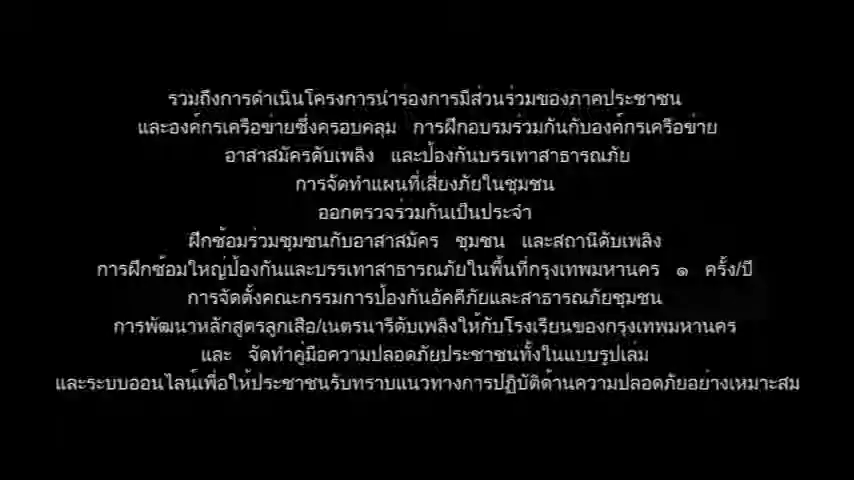 รวมถึงการดำเนินโครงการนำร่องการมีส่วนร่วมของภาคประชาชน
และองค์กรเครือข่ายซึ่งครอบคลุม การฝึกอบรมร่วมกันกับองค์กรเครือข่าย
อาสาสมัครดับเพลิง และป้องกันบรรเทาสาธารณภัย
การจัดทำแผนที่เสี่ยงภัยในชุมชน
ออกตรวจร่วมกันเป็นประจำ
ฝึกซ้อมร่วมชุมชนกับอาสาสมัคร ชุมชน และสถานีดับเพลิง
การฝึกซ้อมใหญ่ป้องกันและบรรเทาสาธารณภัยในพื้นที่กรุงเทพมหานคร ๑ ครั้ง/ปี
การจัดตั้งคณะกรรมการป้องกันอัคคีภัยและสาธารณภัยชุมชน
การพัฒนาหลักสูตรลูกเสือ/เนตรนารีดับเพลิงให้กับโรงเรียนของกรุงเทพมหานคร
และ จัดทำคู่มือความปลอดภัยประชาชนทั้งในแบบรูปเล่ม
และระบบออนไลน์เพื่อให้ประชาชนรับทราบแนวทางการปฏิบัติด้านความปลอดภัยอย่างเหมาะสม